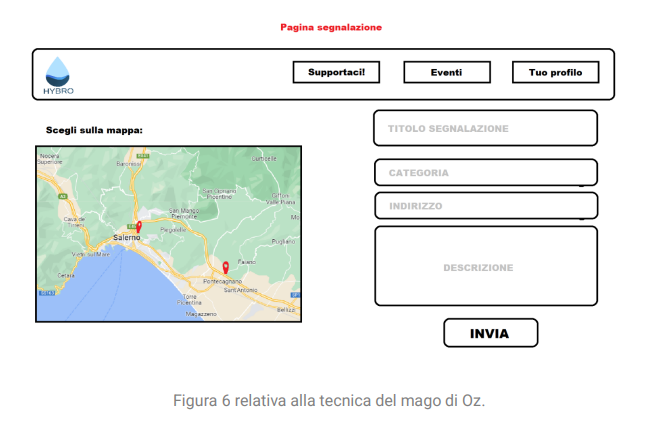 Pagina segnalazione
HYBRO
Supportaci!
Eventi
Tuo profilo
Scegli sulla mappa:
Nocera
Superiore
Baronissi
Curticelle
San Cipriano
Picentino
Giffoni
Valle Piana
San Mango
Piemonte
Cava de'
Tirreni
Salerno
Pugliano
Vietri sul Mare
Faiano
Cetara
Pontecagnano
Sant'Antonio
Torre
Picentina
Magazzeno
Bellizzi
TITOLO SEGNALAZIONE
CATEGORIA
INDIRIZZO
DESCRIZIONE
INVIA
Figura 6 relativa alla tecnica del mago di Oz.